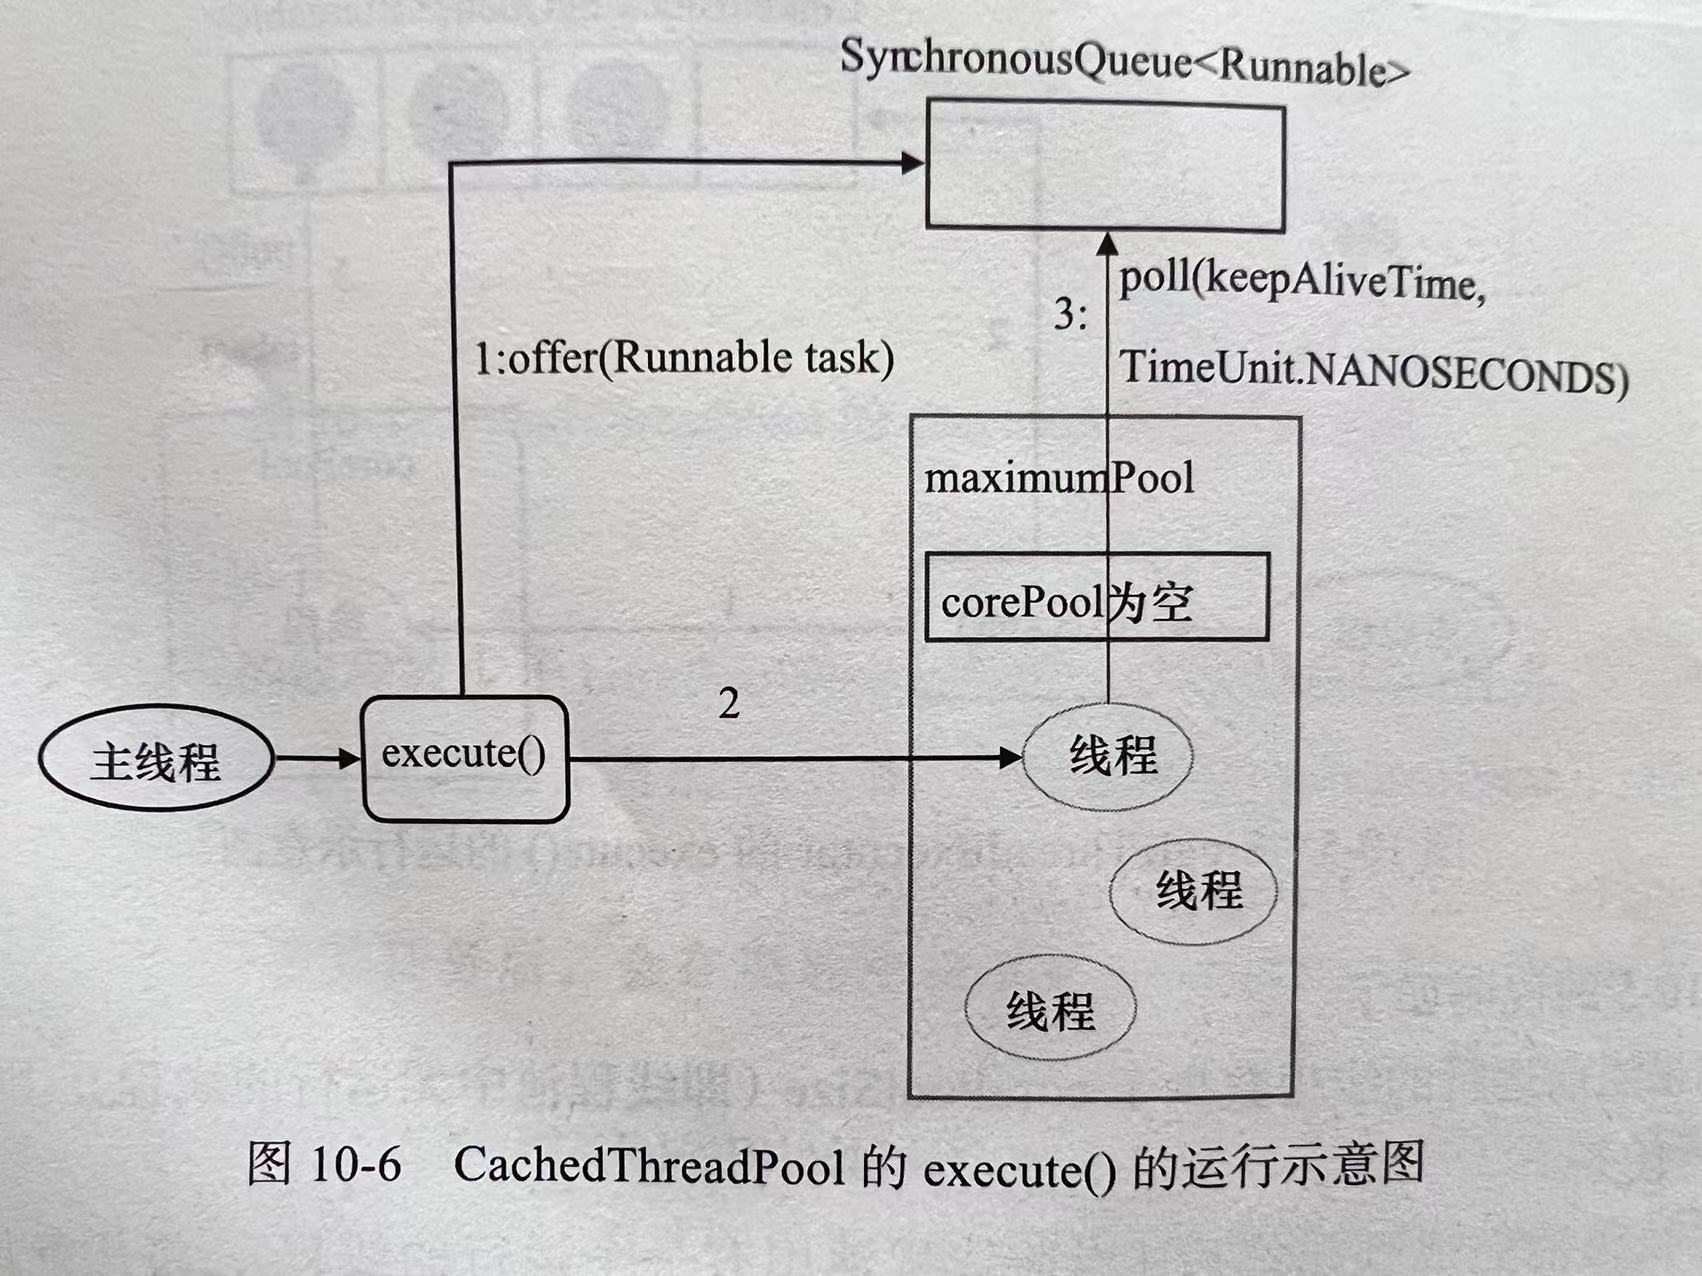 SynchronousQueue<Runnable>
poll(keepAliveTime,
3:
TimeUnit.NANOSECONDS)
1:offer(Runnable task)
maximumPool
corePool为空
2
主线程
execute()
线程
线程
线程
图 10-6 CachedThreadPool 的 execute() 的运行示意图